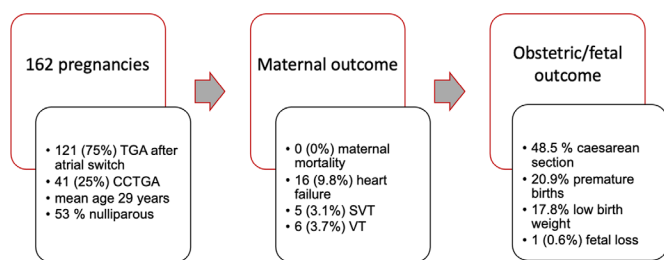 162 pregnancies
• 121 (75%) TGA after
atrial switch
• 41 (25%) CCTGA
• mean age 29 years
• 53 % nulliparous
Maternal outcome
• 0 (0%) maternal
mortality
• 16 (9.8%) heart
failure
• 5 (3.1%) SVT
• 6 (3.7%) VT
Obstetric/fetal
outcome
• 48.5 % caesarean
section
• 20.9% premature
births
• 17.8% low birth
weight
• 1 (0.6%) fetal loss